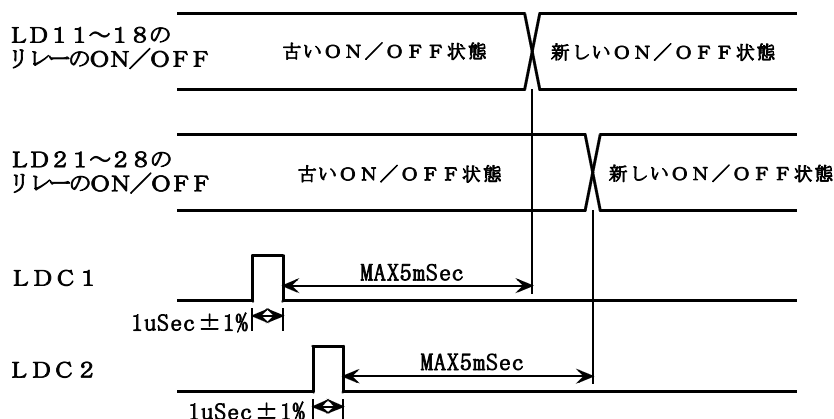 LD11～18の
リレーのON／OFF
古いON／OFF状態
新しいON／OFF状態
LD21～28の
リレーのON／OFF
古いON／OFF状態
新しいON／OFF状態
LDC1
MAX5mSec
1uSec±1%
LDC2
MAX5mSec
1uSec±1%